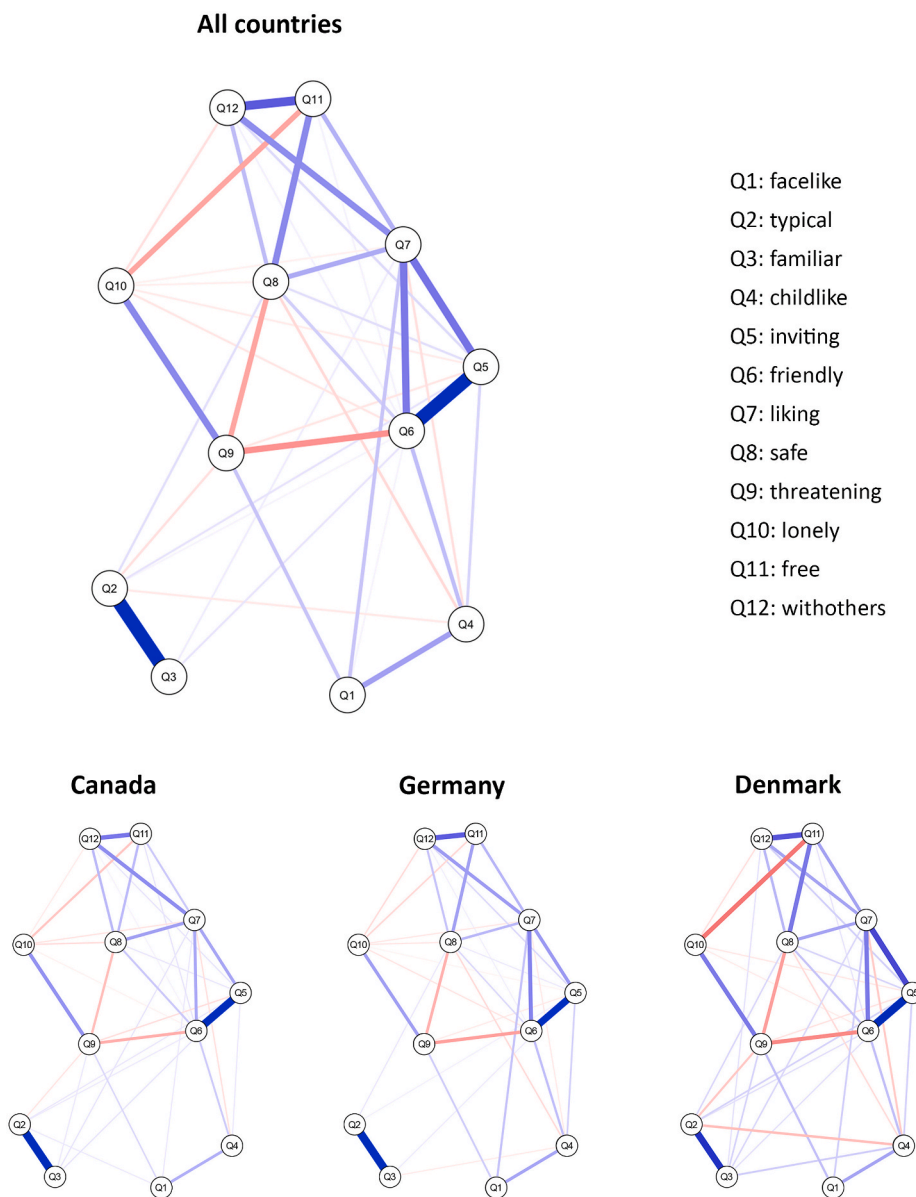 All countries
Q12
Q11
Q7
Q8
Q10
Q5
Q6
Q9
Q2
Q4
Q3
Q1
Q1: facelike
Q2: typical
Q3: familiar
Q4: childlike
Q5: inviting
Q6: friendly
Q7: liking
Q8: safe
Q9: threatening
Q10: lonely
Q11: free
Q12: withothers
Canada
Q12
Q11
Q7
Q8
Q10
Q5
Q6
Q9
Q2
Q4
Q3
Q1
Germany
Q12
Q11
Q7
Q8
Q10
Q5
Q6
Q9
Q2
Q4
Q3
Q1
Denmark
Q12
Q11
Q7
Q8
Q10
Q5
Q6
Q9
Q2
Q4
Q3
Q1